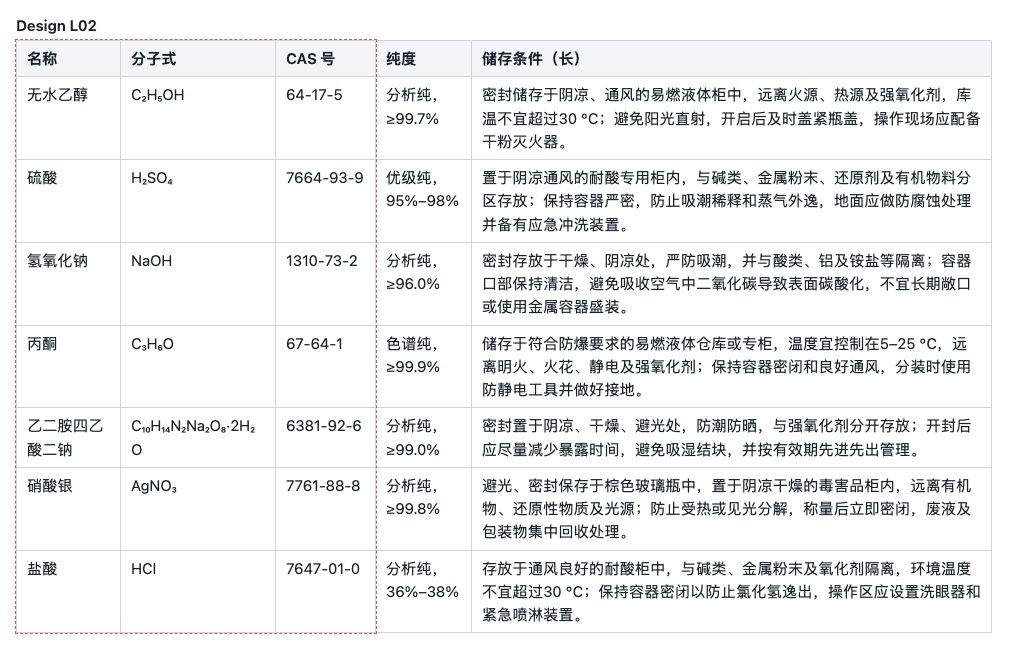 Design L02
名称 分子式 CAS 号 纯度 储存条件（长）
无水乙醇 C₂H₅OH 64-17-5 分析纯， 密封储存于阴凉、通风的易燃液体柜中，远离火源、热源及强氧化剂，库
≥99.7% 温不宜超过30 °C；避免阳光直射，开启后及时盖紧瓶盖，操作现场应配备
干粉灭火器。
硫酸 H₂SO₄ 7664-93-9 优级纯， 置于阴凉通风的耐酸专用柜内，与碱类、金属粉末、还原剂及有机物料分
95%–98% 区存放；保持容器严密，防止吸潮稀释和蒸气外逸，地面应做防腐蚀处理
并备有应急冲洗装置。
氢氧化钠 NaOH 1310-73-2 分析纯， 密封存放于干燥、阴凉处，严防吸潮，并与酸类、铝及铵盐等隔离；容器
≥96.0% 口部保持清洁，避免吸收空气中二氧化碳导致表面碳酸化，不宜长期敞口
或使用金属容器盛装。
丙酮 C₃H₆O 67-64-1 色谱纯， 储存于符合防爆要求的易燃液体仓库或专柜，温度宜控制在5–25 °C，远
≥99.9% 离明火、火花、静电及强氧化剂；保持容器密闭和良好通风，分装时使用
防静电工具并做好接地。
乙二胺四乙 C₁₀H₁₄N₂Na₂O₈·2H₂ 6381-92-6 分析纯， 密封置于阴凉、干燥、避光处，防潮防晒，与强氧化剂分开存放；开封后
酸二钠 O ≥99.0% 应尽量减少暴露时间，避免吸湿结块，并按有效期先进先出管理。
硝酸银 AgNO₃ 7761-88-8 分析纯， 避光、密封保存于棕色玻璃瓶中，置于阴凉干燥的毒害品柜内，远离有机
≥99.8% 物、还原性物质及光源；防止受热或见光分解，称量后立即密闭，废液及
包装物集中回收处理。
盐酸 HCl 7647-01-0 分析纯， 存放于通风良好的耐酸柜中，与碱类、金属粉末及氧化剂隔离，环境温度
36%–38% 不宜超过30 °C；保持容器密闭以防止氯化氢逸出，操作区应设置洗眼器和
紧急喷淋装置。